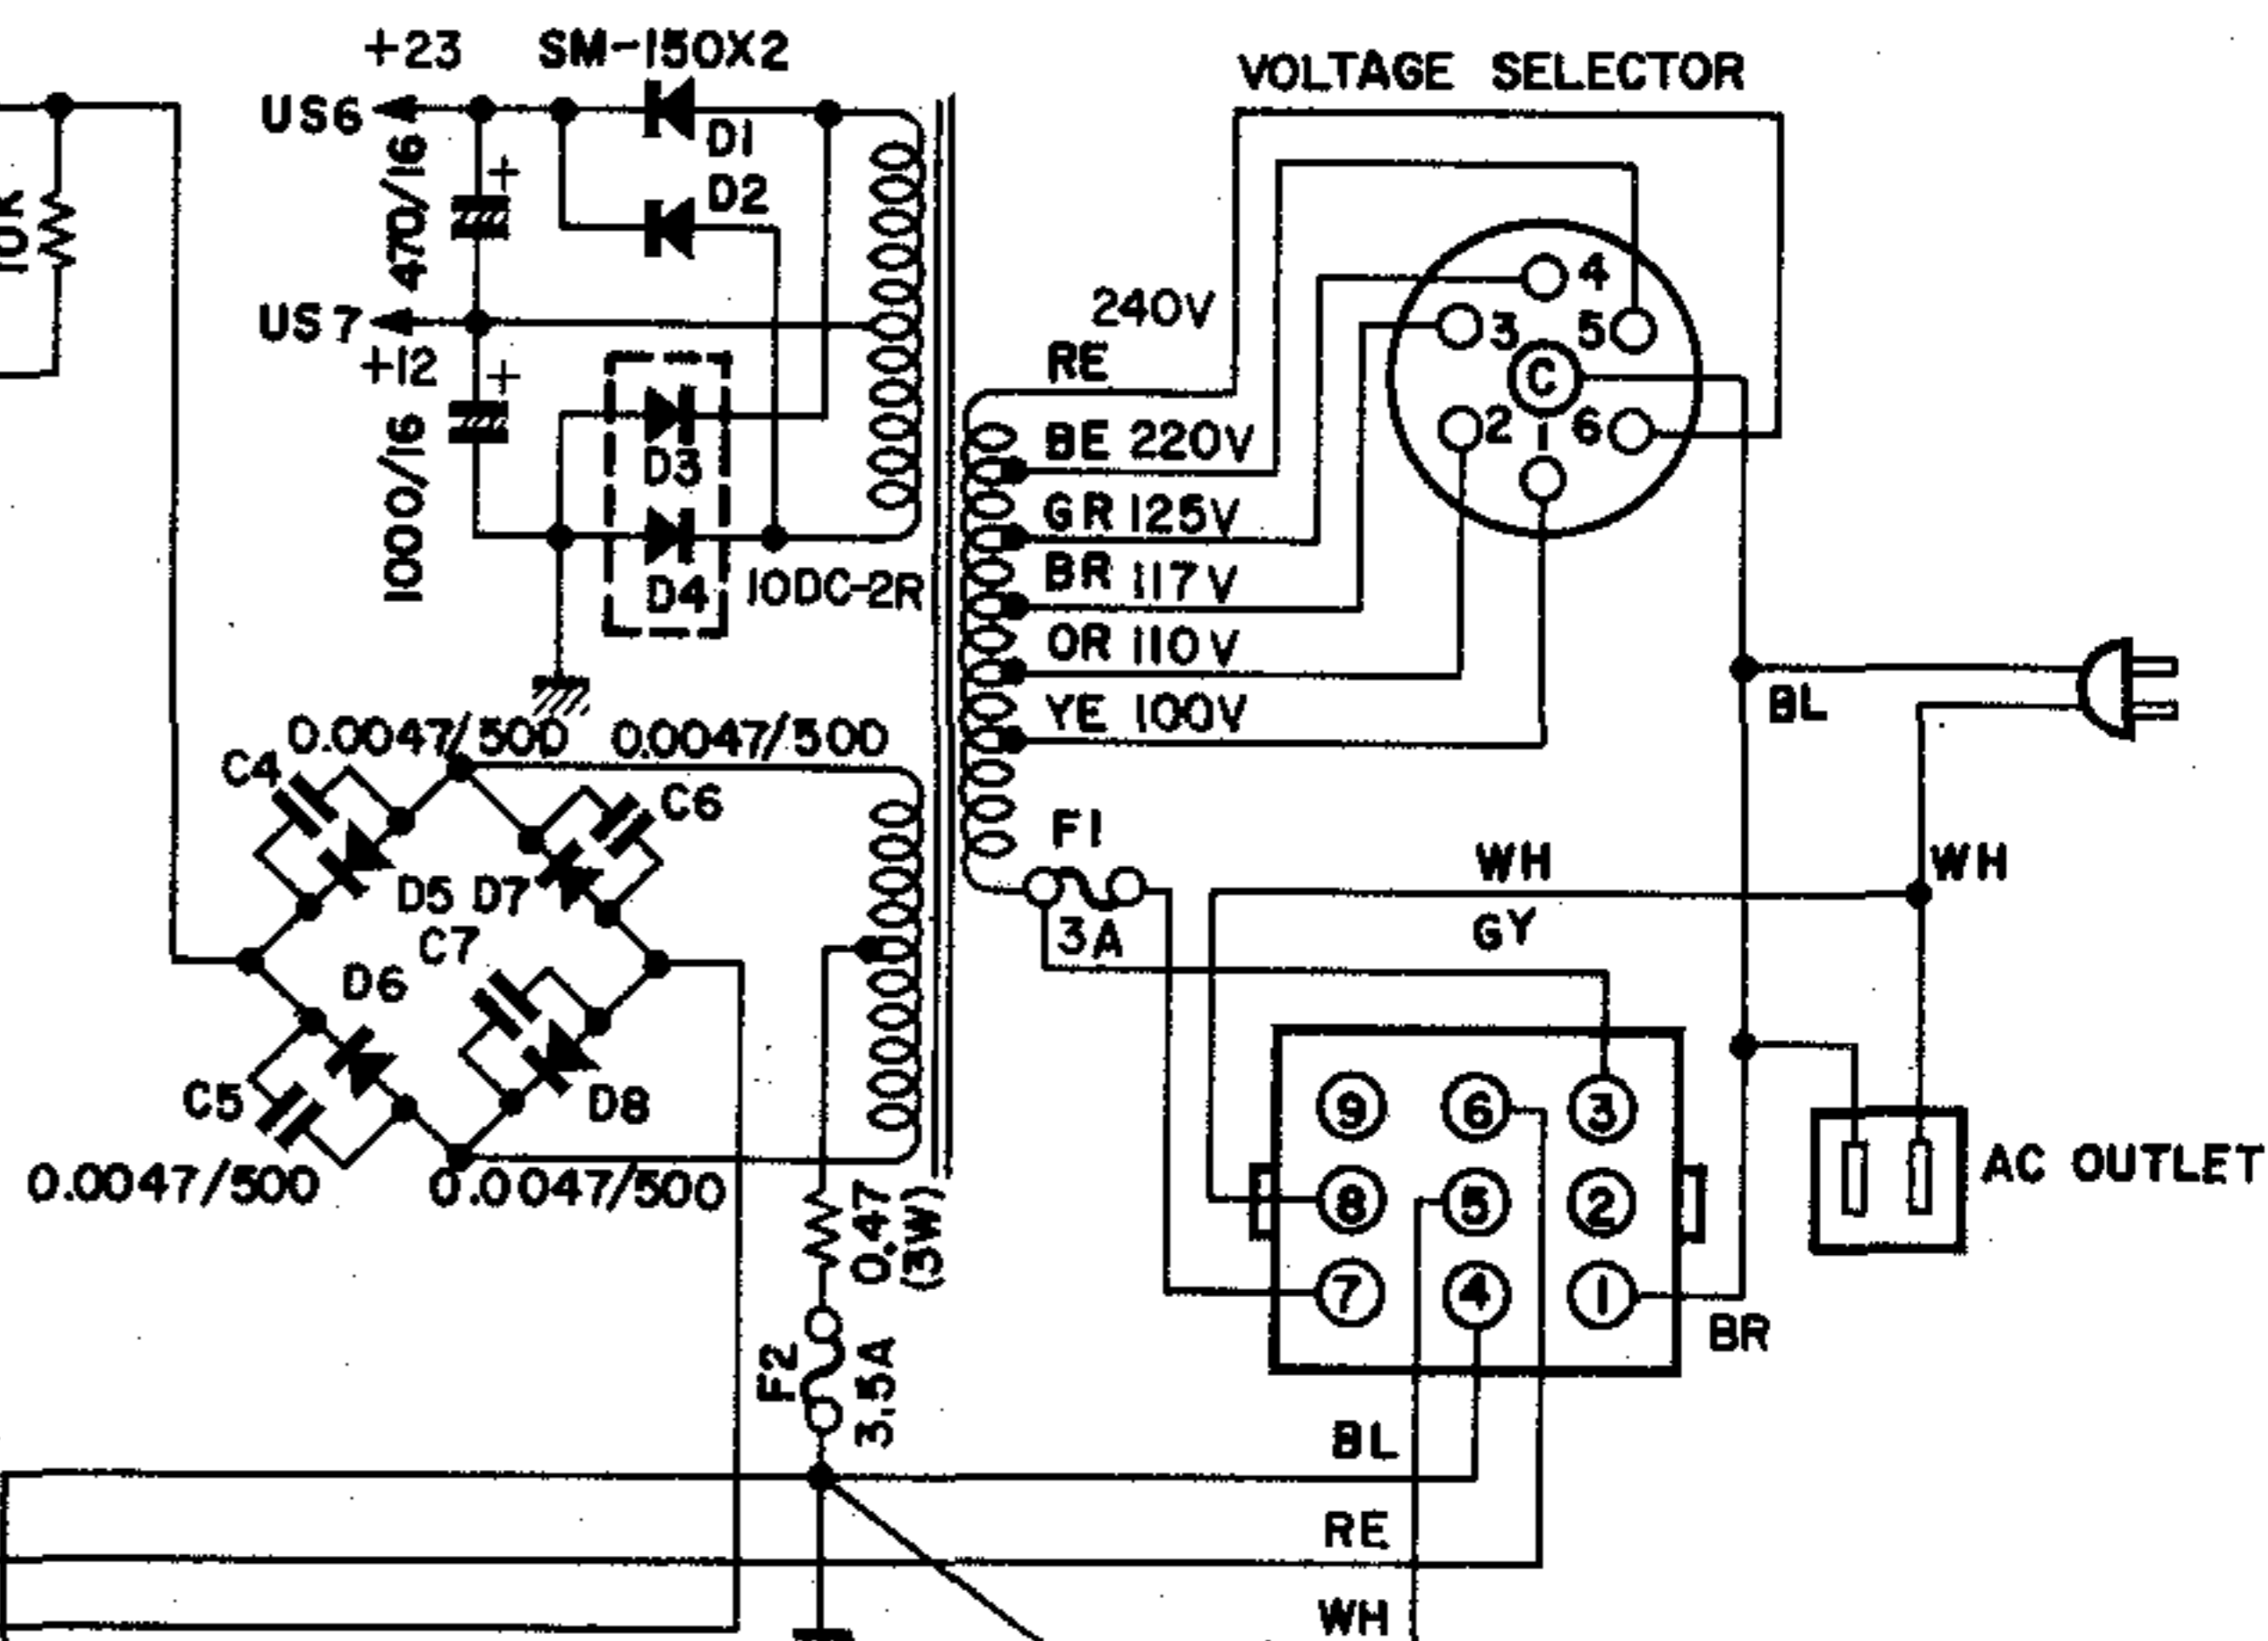 +23
SM-150X2
VOLTAGE SELECTOR
US6
D1
470/16
+
D2
4
240V
3
5
US7
C
+12
+
RE
2
6
1
BE 220V
1000/16
D3
GR 125V
BR 117V
D4
10DC-2R
OR 110V
YE 100V
BL
0.0047/500
0.0047/500
C4
C6
F1
WH
WH
D5
D7
3A
GY
C7
D6
9
6
3
C5
D8
AC OUTLET
0.0047/500
0.0047/500
8
5
2
0.47
(3W)
7
4
1
BR
F2
3.5A
BL
RE
WH